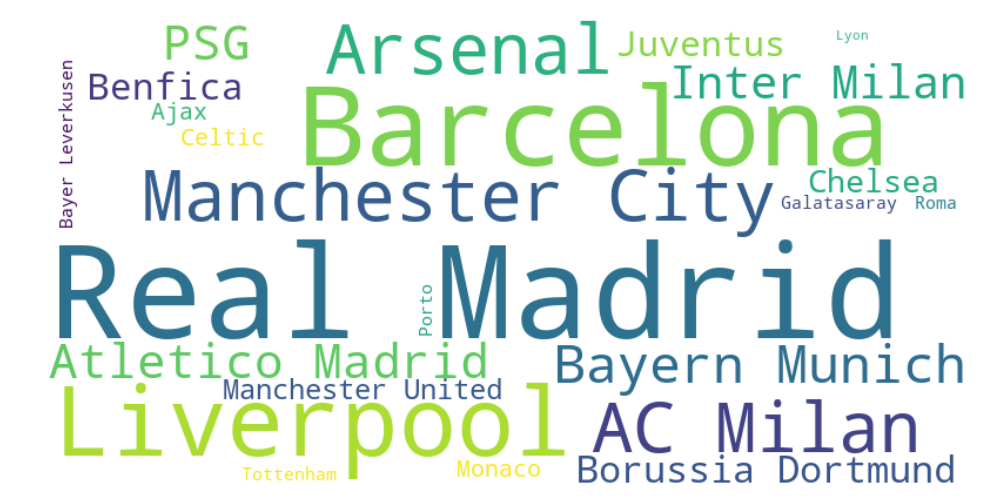 PSG
Arsenal
Juventus
Lyon
Benfica
Inter Milan
Bayer Leverkusen
Ajax
Barcelona
Celtic
Manchester City
Chelsea
Galatasaray
Roma
Real Madrid
Porto
Atletico Madrid
Bayern Munich
Manchester United
Liverpool
AC Milan
Tottenham
Monaco
Borussia Dortmund